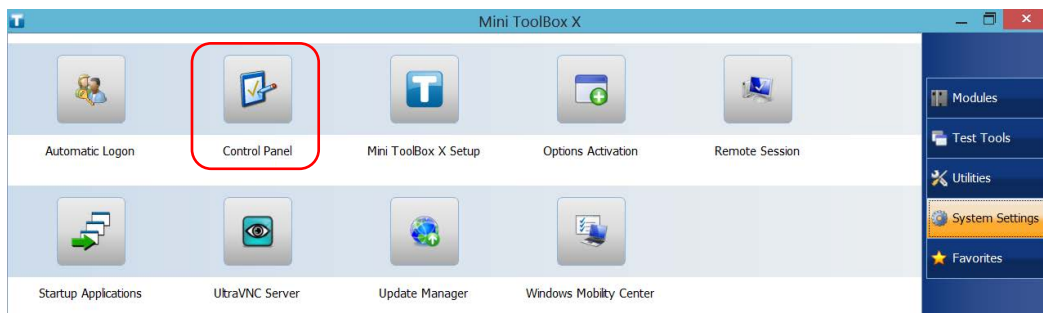 Mini ToolBox X
Automatic Logon
Control Panel
Mini ToolBox X Setup
Options Activation
Remote Session
Startup Applications
UltraVNC Server
Update Manager
Windows Mobility Center
Modules
Test Tools
Utilities
System Settings
Favorites